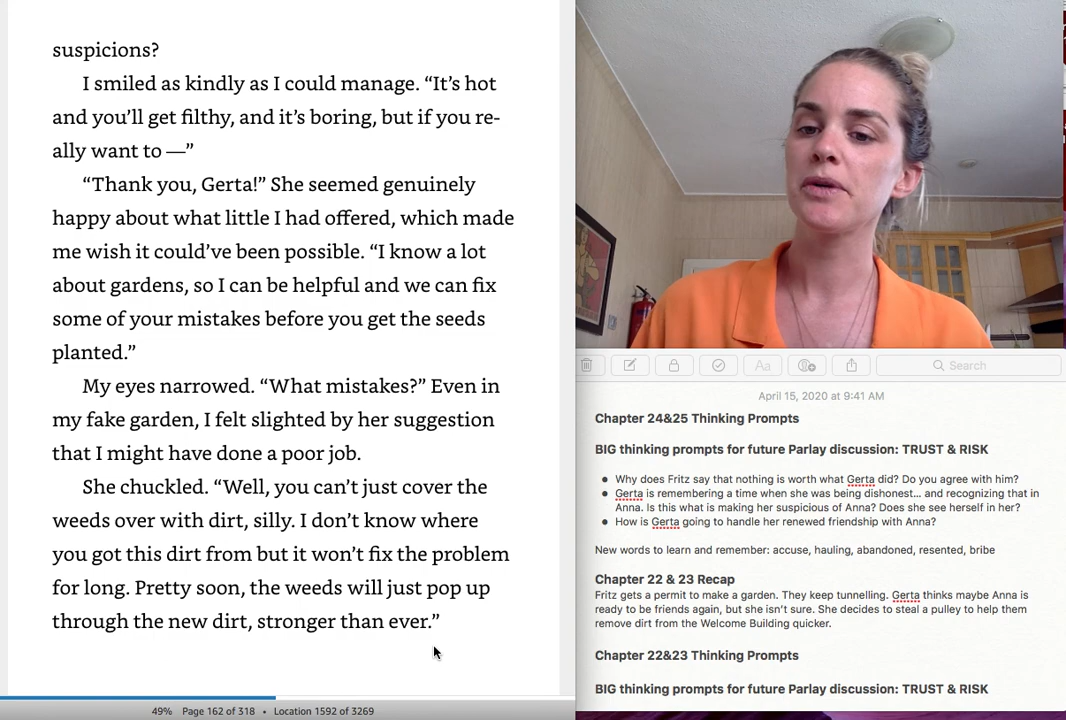 suspicions?
I smiled as kindly as I could manage. “It’s hot
and you’ll get filthy, and it’s boring, but if you re-
ally want to —”
“Thank you, Gerta!” She seemed genuinely
happy about what little I had offered, which made
me wish it could’ve been possible. “I know a lot
about gardens, so I can be helpful and we can fix
some of your mistakes before you get the seeds
planted.”
My eyes narrowed. “What mistakes?” Even in
my fake garden, I felt slighted by her suggestion
that I might have done a poor job.
She chuckled. “Well, you can’t just cover the
weeds over with dirt, silly. I don’t know where
you got this dirt from but it won’t fix the problem
for long. Pretty soon, the weeds will just pop up
through the new dirt, stronger than ever.”
49% Page 162 of 318 • Location 1592 of 3269
Aa
Search
April 15, 2020 at 9:41 AM
Chapter 24&25 Thinking Prompts
BIG thinking prompts for future Parlay discussion: TRUST & RISK
• Why does Fritz say that nothing is worth what Gerta did? Do you agree with him?
• Gerta is remembering a time when she was being dishonest... and recognizing that in
Anna. Is this what is making her suspicious of Anna? Does she see herself in her?
• How is Gerta going to handle her renewed friendship with Anna?
New words to learn and remember: accuse, hauling, abandoned, resented, bribe
Chapter 22 & 23 Recap
Fritz gets a permit to make a garden. They keep tunnelling. Gerta thinks maybe Anna is
ready to be friends again, but she isn’t sure. She decides to steal a pulley to help them
remove dirt from the Welcome Building quicker.
Chapter 22&23 Thinking Prompts
BIG thinking prompts for future Parlay discussion: TRUST & RISK